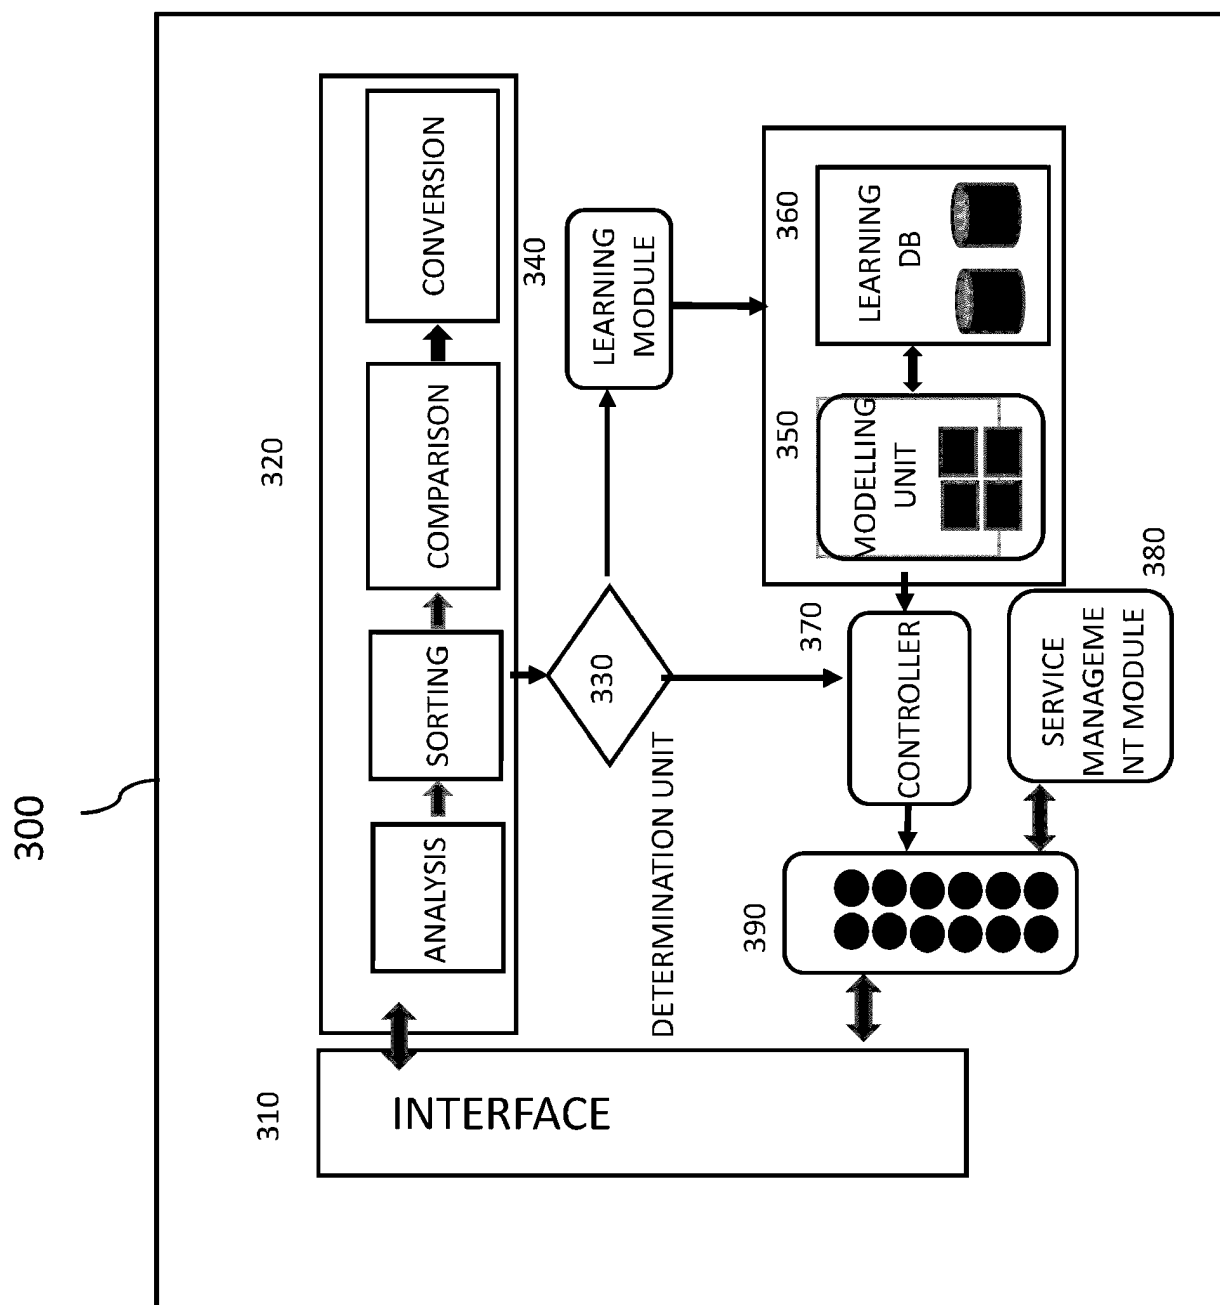 300
310
INTERFACE
320
ANALYSIS
SORTING
COMPARISON
CONVERSION
330
DETERMINATION UNIT
340
LEARNING
MODULE
350
MODELLING
UNIT
360
LEARNING
DB
370
CONTROLLER
380
SERVICE
MANAGEME
NT MODULE
390